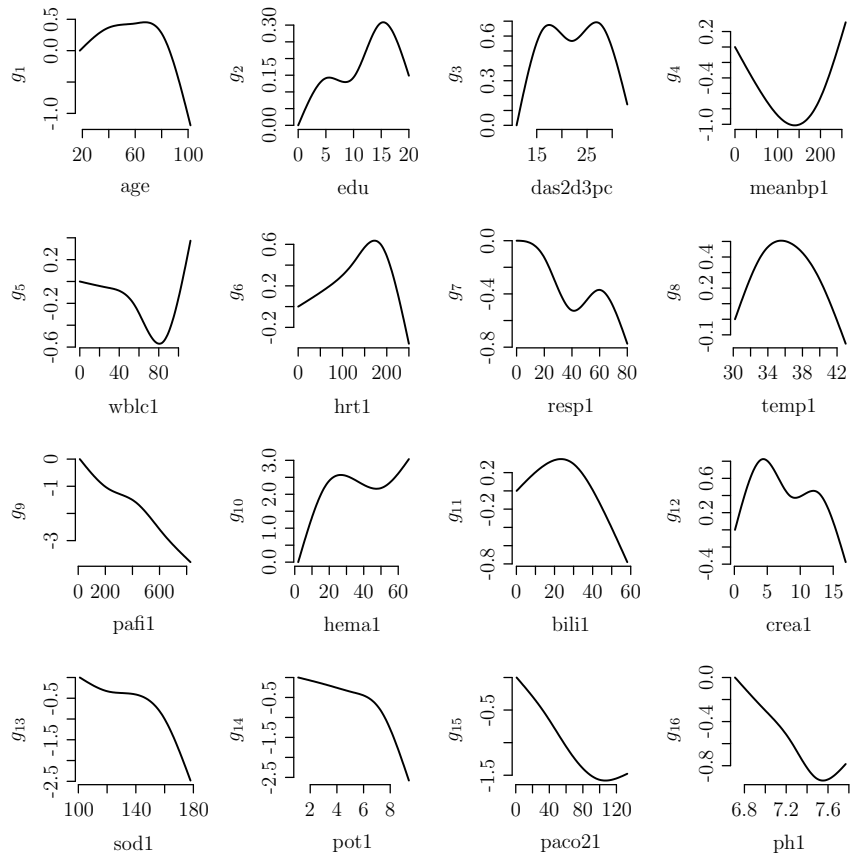 g1
-1.0 0.0 0.5
20 60 100
age
g2
0.00 0.15 0.30
0 5 10 15 20
edu
g3
0.0 0.3 0.6
15 25
das2d3pc
g4
-1.0 -0.4 0.2
0 100 200
meanbp1
g5
-0.6 -0.2 0.2
0 40 80
wblc1
g6
-0.2 0.2 0.6
0 100 200
hrt1
g7
-0.8 -0.4 0.0
0 20 40 60 80
resp1
g8
-0.1 0.2 0.4
30 34 38 42
temp1
g9
-3 -1 0
0 200 600
pafi1
g10
0.0 1.0 2.0 3.0
0 20 40 60
hema1
g11
-0.8 -0.2 0.2
0 20 40 60
bili1
g12
-0.4 0.2 0.6
0 5 10 15
crea1
g13
-2.5 -1.5 -0.5
100 140 180
sod1
g14
-2.5 -1.5 -0.5
2 4 6 8
pot1
g15
-1.5 -0.5
0 40 80 120
paco21
g16
-0.8 -0.4 0.0
6.8 7.2 7.6
ph1